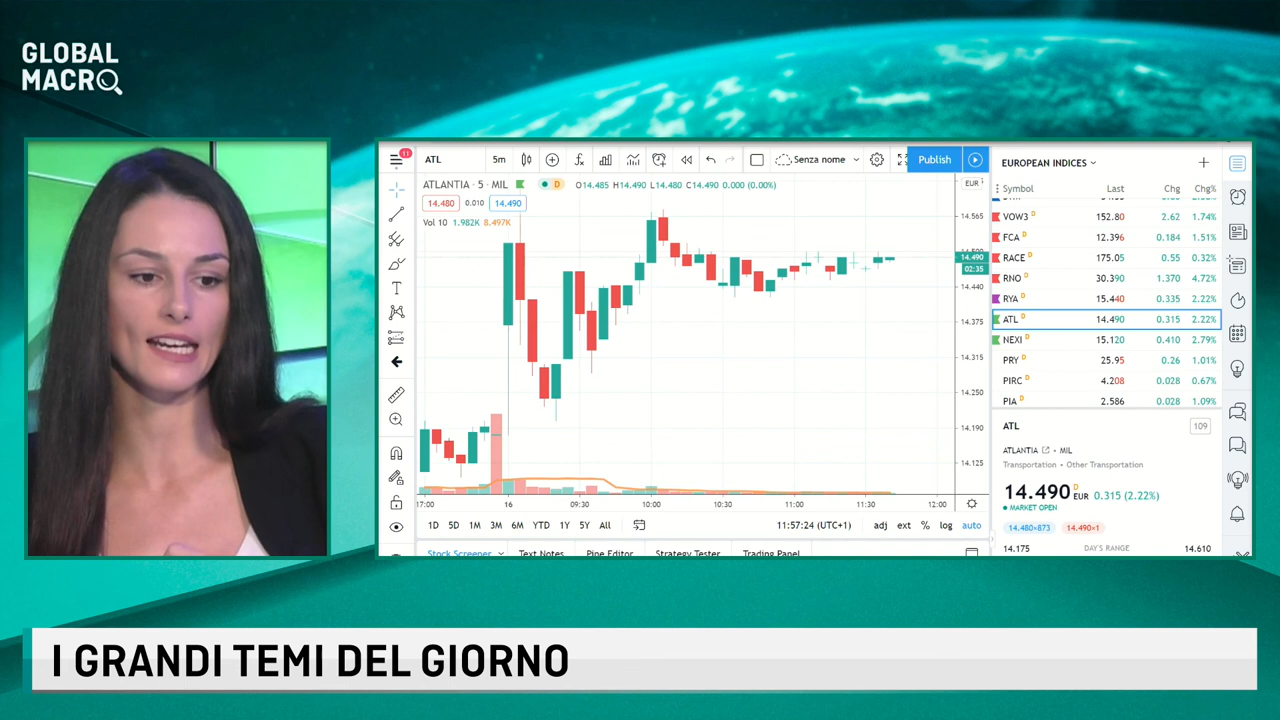 GLOBAL
MACRO
11
ATL
5m
Senza nome
Publish
ATLANTIA · 5 · MIL
D
O14.485 H14.490 L14.480 C14.490 0.000 (0.00%)
14.480 0.010 14.490
Vol 10 1.982K 8.497K
EUR
14.565
14.490
02:35
14.440
14.375
14.315
14.250
14.190
14.125
17:00 16 09:30 10:00 10:30 11:00 11:30 12:00
1D 5D 1M 3M 6M YTD 1Y 5Y All
11:57:24 (UTC+1) adj ext % log auto
Stock Screener Text Notes Pine Editor Strategy Tester Trading Panel
EUROPEAN INDICES
Symbol Last Chg Chg%
VOW3 D 152.80 2.62 1.74%
FCA D 12.396 0.184 1.51%
RACE D 175.05 0.55 0.32%
RNO D 30.390 1.370 4.72%
RYA D 15.440 0.335 2.22%
ATL D 14.490 0.315 2.22%
NEXI D 15.120 0.410 2.79%
PRY D 25.95 0.26 1.01%
PIRC D 4.208 0.028 0.67%
PIA D 2.586 0.028 1.09%
ATL 109
ATLANTIA • MIL
Transportation • Other Transportation
14.490 D EUR 0.315 (2.22%)
MARKET OPEN
14.480×873 14.490×1
14.175 DAY'S RANGE 14.610
I GRANDI TEMI DEL GIORNO